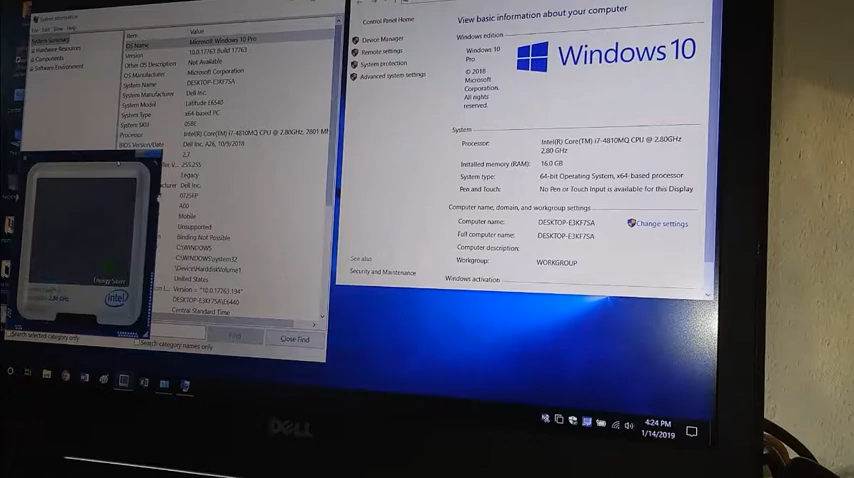 System Information
File Edit View Help
System Summary
Hardware Resources
Components
Software Environment
Item Value
OS Name Microsoft Windows 10 Pro
Version 10.0.17763 Build 17763
Other OS Description Not Available
OS Manufacturer Microsoft Corporation
System Name DESKTOP-E3KF7SA
System Manufacturer Dell Inc.
System Model Latitude E6540
System Type x64-based PC
System SKU 05BE
Processor Intel(R) Core(TM) i7-4810MQ CPU @ 2.80GHz, 2801 M
BIOS Version/Date Dell Inc. A26, 10/9/2018
2.7
255.255
Legacy
Dell Inc.
0725FP
A00
Mobile
Unsupported
Binding Not Possible
C:\WINDOWS
C:\WINDOWS\system32
\Device\HarddiskVolume1
United States
Version = "10.0.17763.194"
DESKTOP-E3KF7SA\E6440
Central Standard Time
Energy Saver
2.80 GHz
intel
Search selected category only
Search category names only
Find
Close Find
Control Panel Home
Device Manager
Remote settings
System protection
Advanced system settings
See also
Security and Maintenance
View basic information about your computer
Windows edition
Windows 10
Pro
© 2018
Microsoft
Corporation.
All rights
reserved.
Windows 10
System
Processor: Intel(R) Core(TM) i7-4810MQ CPU @ 2.80GHz
2.80 GHz
Installed memory (RAM): 16.0 GB
System type: 64-bit Operating System, x64-based processor
Pen and Touch: No Pen or Touch Input is available for this Display
Computer name, domain, and workgroup settings
Computer name: DESKTOP-E3KF7SA
Change settings
Full computer name: DESKTOP-E3KF7SA
Computer description:
Workgroup: WORKGROUP
Windows activation
4:24 PM
1/14/2019
DELL